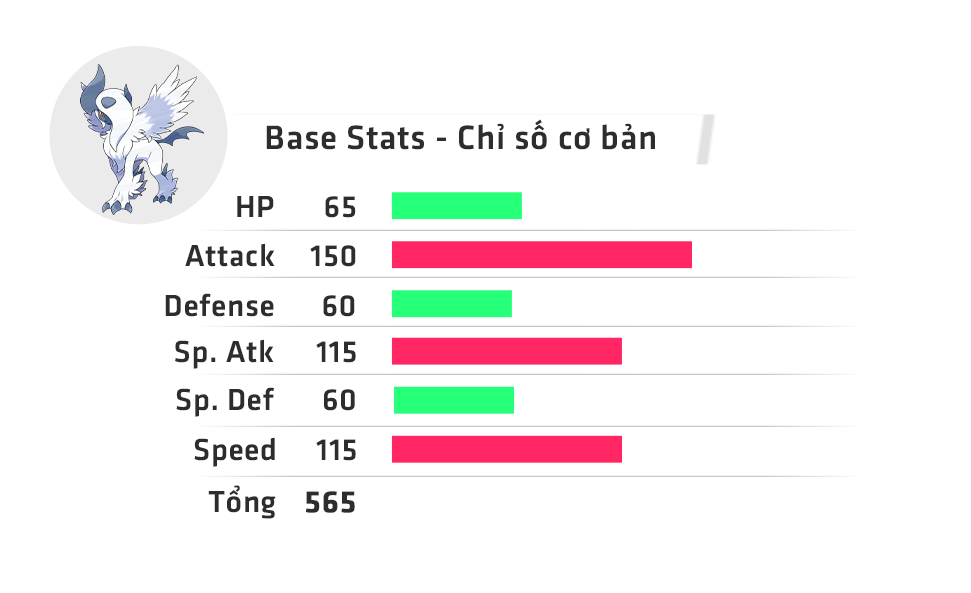 Base Stats - Chỉ số cơ bản
HP 65
Attack 150
Defense 60
Sp. Atk 115
Sp. Def 60
Speed 115
Tổng 565